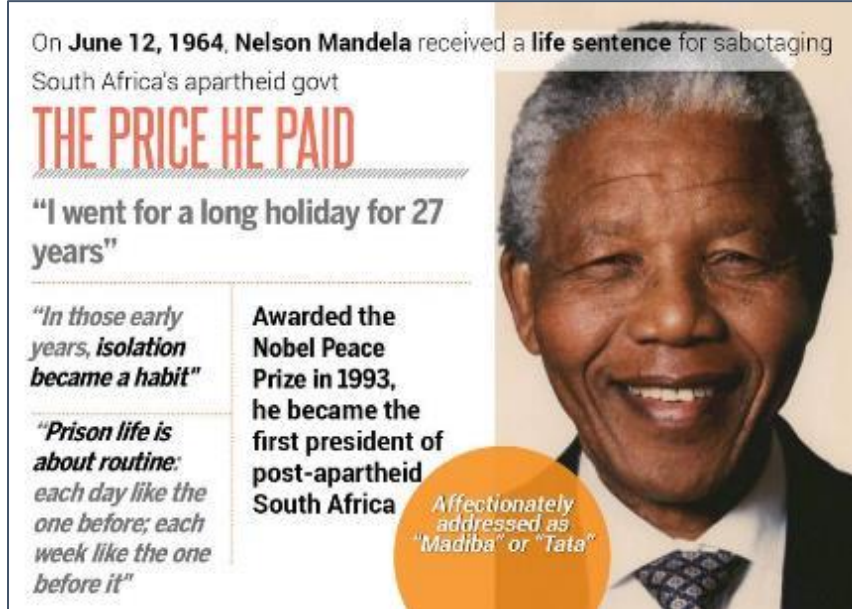 On June 12, 1964, Nelson Mandela received a life sentence for sabotaging
South Africa's apartheid govt
THE PRICE HE PAID
“I went for a long holiday for 27
years”
“In those early
years, isolation
became a habit”
“Prison life is
about routine:
each day like the
one before; each
week like the one
before it”
Awarded the
Nobel Peace
Prize in 1993,
he became the
first president of
post-apartheid
South Africa
Affectionately
addressed as
“Madiba” or “Tata”